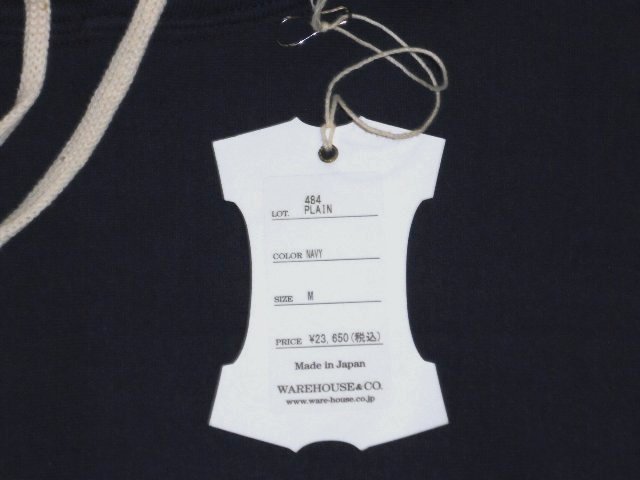 484
LOT. PLAIN
COLOR NAVY
SIZE M
PRICE ¥23,650(税込)
Made in Japan
WAREHOUSE & CO.
www.ware-house.co.jp